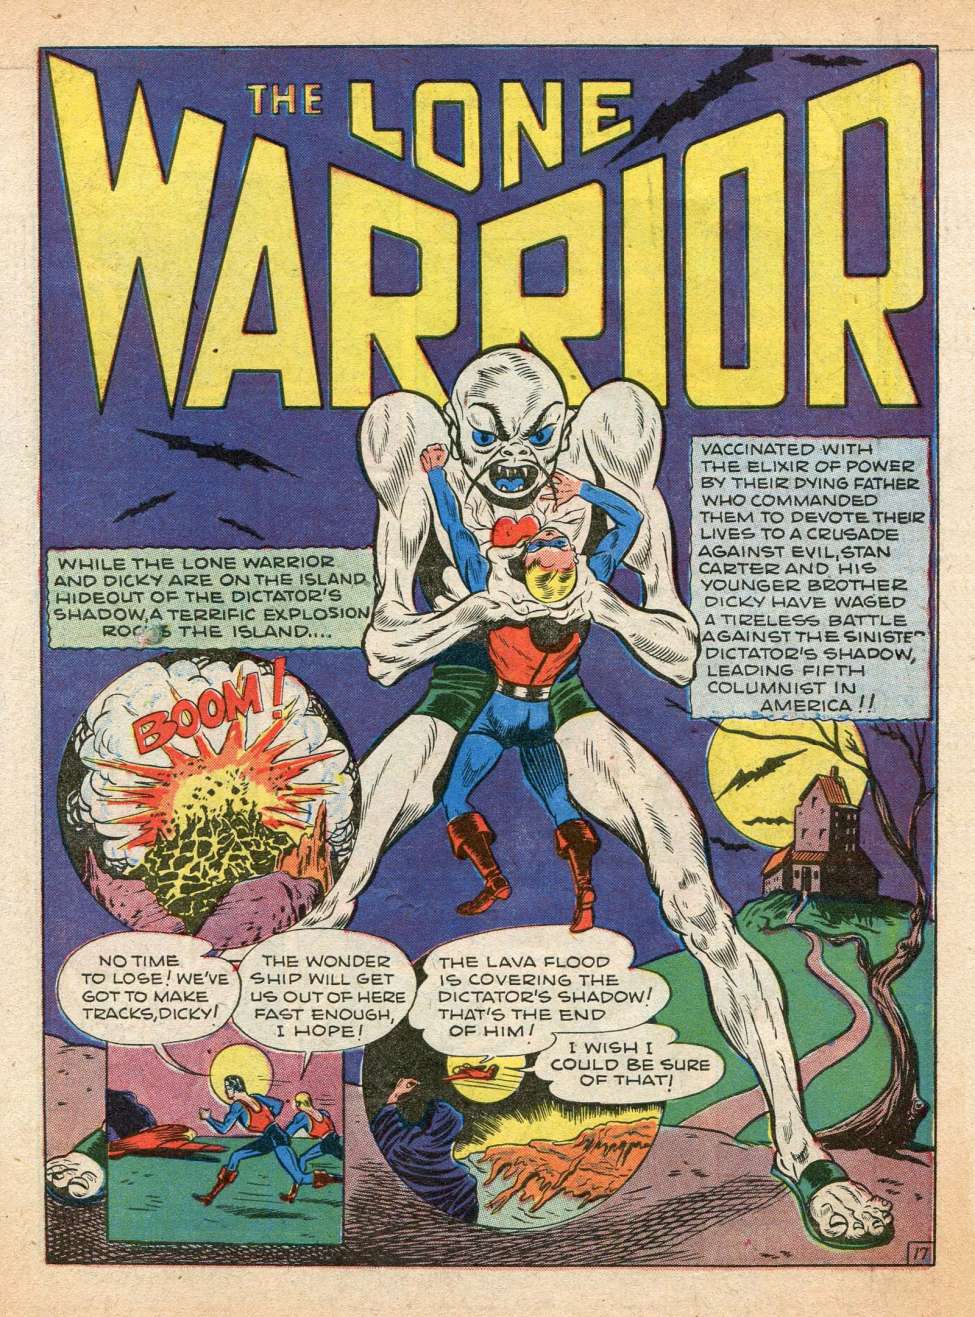 THE LONE
WARRIOR
VACCINATED WITH
THE ELIXIR OF POWER
BY THEIR DYING FATHER
WHO COMMANDED
THEM TO DEVOTE THEIR
LIVES TO A CRUSADE
AGAINST EVIL, STAN
CARTER AND, HIS
YOUNGER BROTHER
DICKY HAVE WAGED
A TIRELESS BATTLE
AGAINST THE SINISTER
DICTATOR'S SHADOW,
LEADING FIFTH
COLUMNIST IN
AMERICA!!
WHILE THE LONE WARRIOR
AND DICKY ARE ON THE ISLAND
HIDEOUT OF THE DICTATOR'S
SHADOW, A TERRIFIC EXPLOSION
ROCKS THE ISLAND....
BOOM!
NO TIME
TO LOSE! WE'VE
GOT TO MAKE
TRACKS, DICKY!
THE WONDER
SHIP WILL GET
US OUT OF HERE
FAST ENOUGH,
I HOPE!
THE LAVA FLOOD
IS COVERING THE
DICTATOR'S SHADOW!
THAT'S THE END
OF HIM!
I WISH I
COULD BE SURE
OF THAT!
17